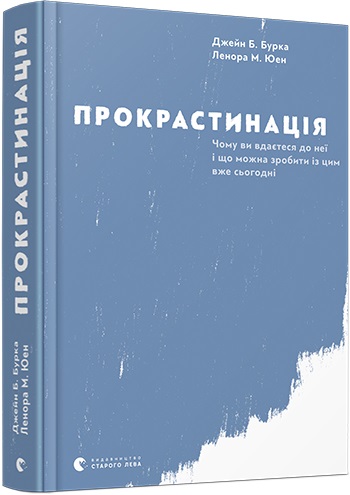 Джейн Б. Бурка
Ленора М. Юен
ПРОКРАСТИНАЦІЯ
Чому ви вдаєтеся до неї
і що можна зробити із цим
вже сьогодні
ВИДАВНИЦТВО
СТАРОГО ЛЕВА
ПРОКРАСТИНАЦІЯ
Джейн Б. Бурка
Ленора М. Юен